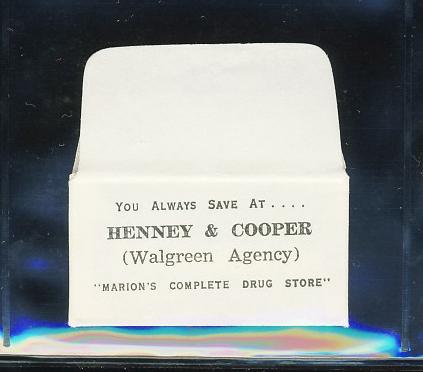 You Always Save At....
HENNEY & COOPER
(Walgreen Agency)
"MARION'S COMPLETE DRUG STORE"